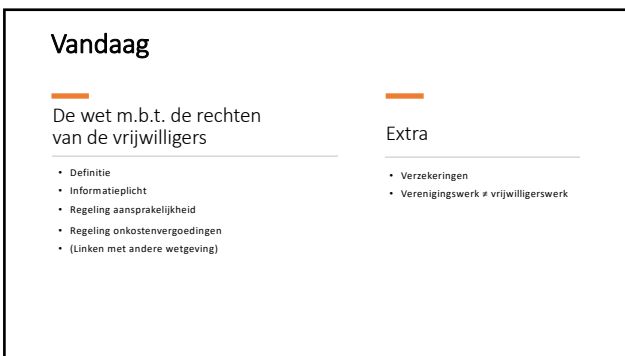 Vandaag
De wet m.b.t. de rechten
van de vrijwilligers
• Definitie
• Informatieplicht
• Regeling aansprakelijkheid
• Regeling onkostenvergoedingen
• (Linken met andere wetgeving)
Extra
• Verzekeringen
• Verenigingswerk ≠ vrijwilligerswerk